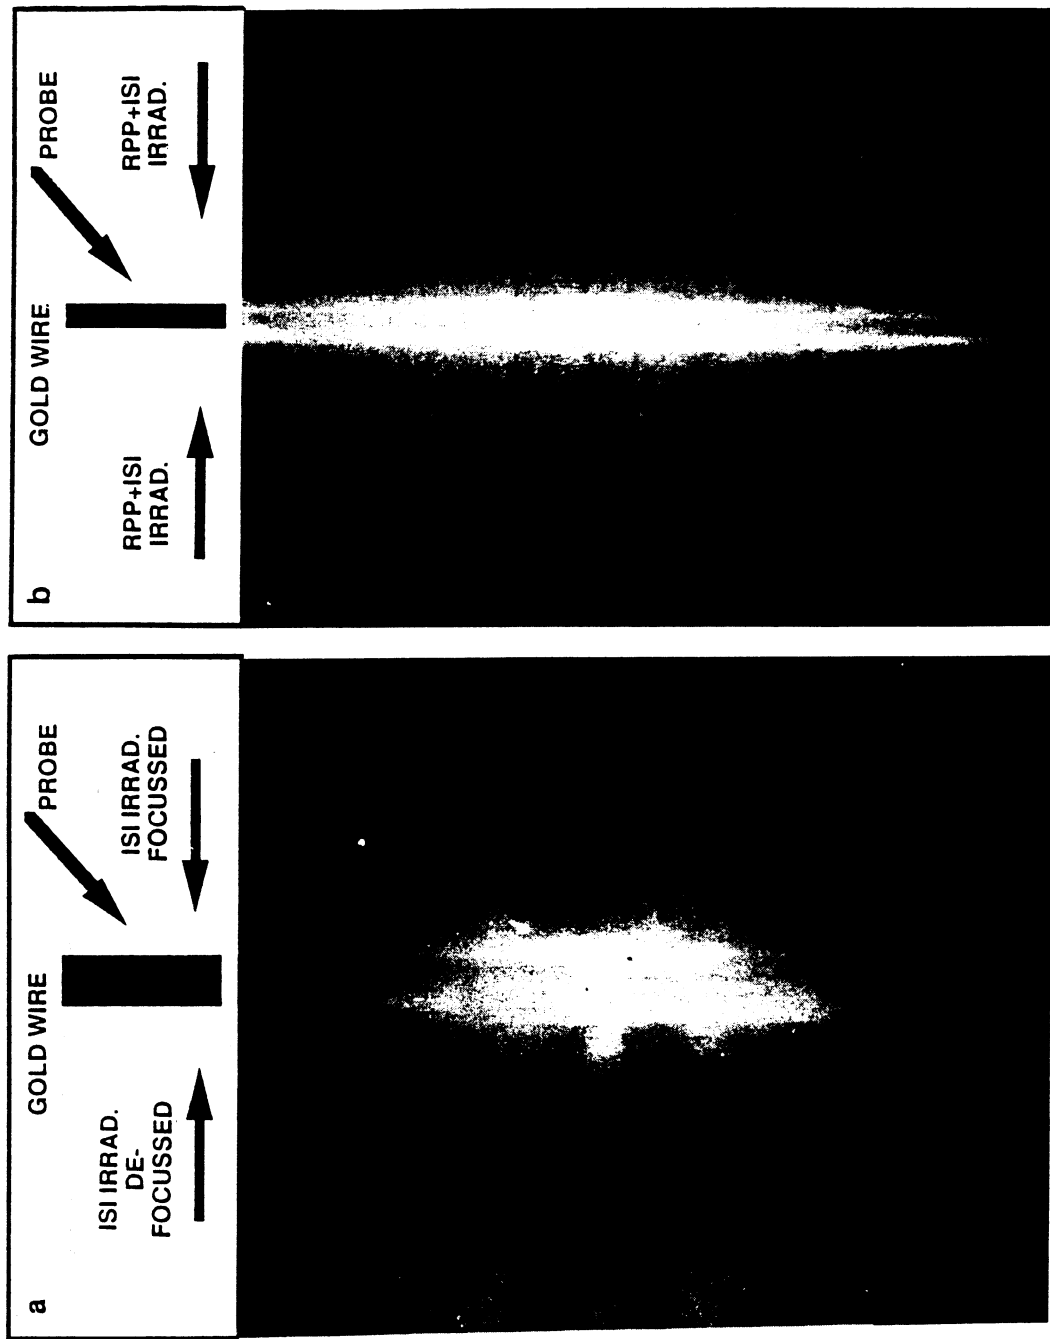 a
ISI IRRAD.
DE-
FOCUSSED
GOLD WIRE
PROBE
ISI IRRAD.
FOCUSSED
b
RPP+ISI
IRRAD.
GOLD WIRE
PROBE
RPP+ISI
IRRAD.